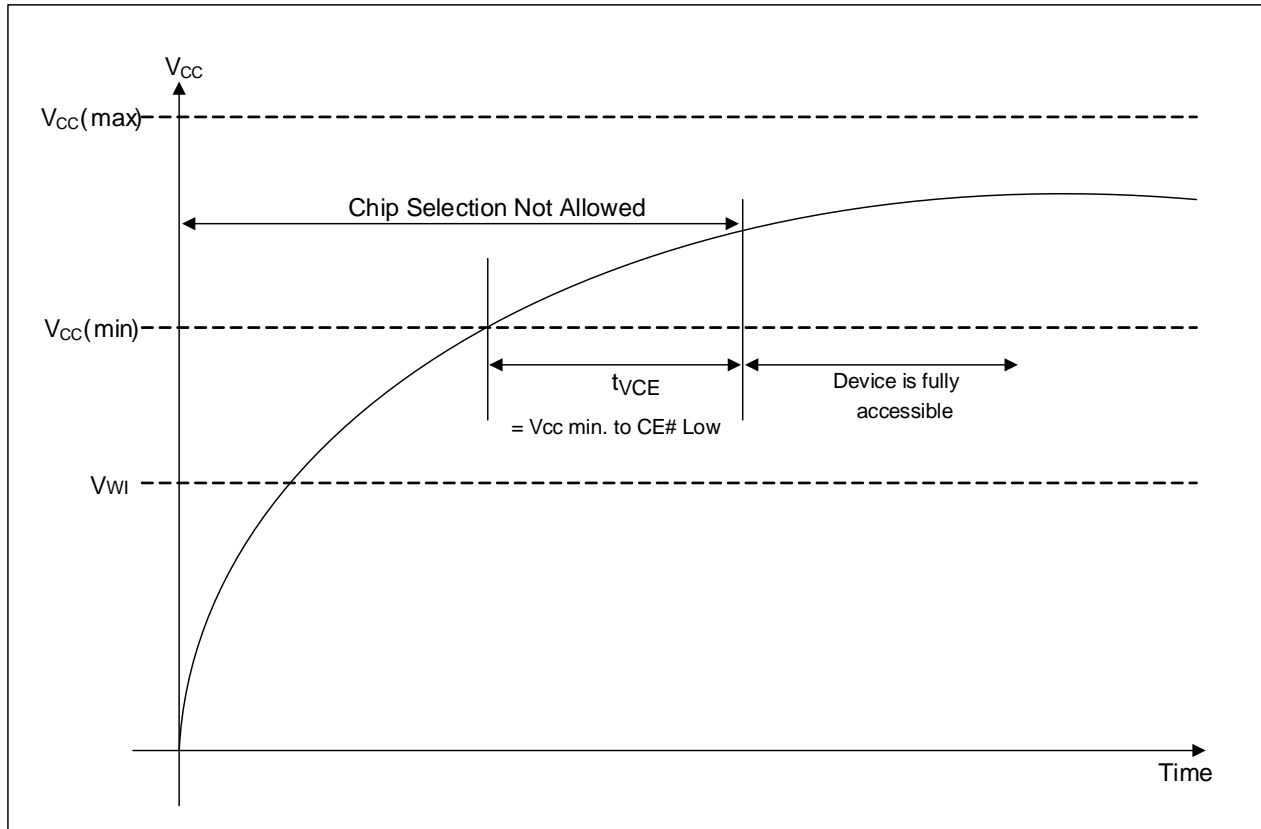 VCC
VCC(max)
Chip Selection Not Allowed
VCC(min)
tVCE
= Vcc min. to CE# Low
Device is fully
accessible
VWI
Time